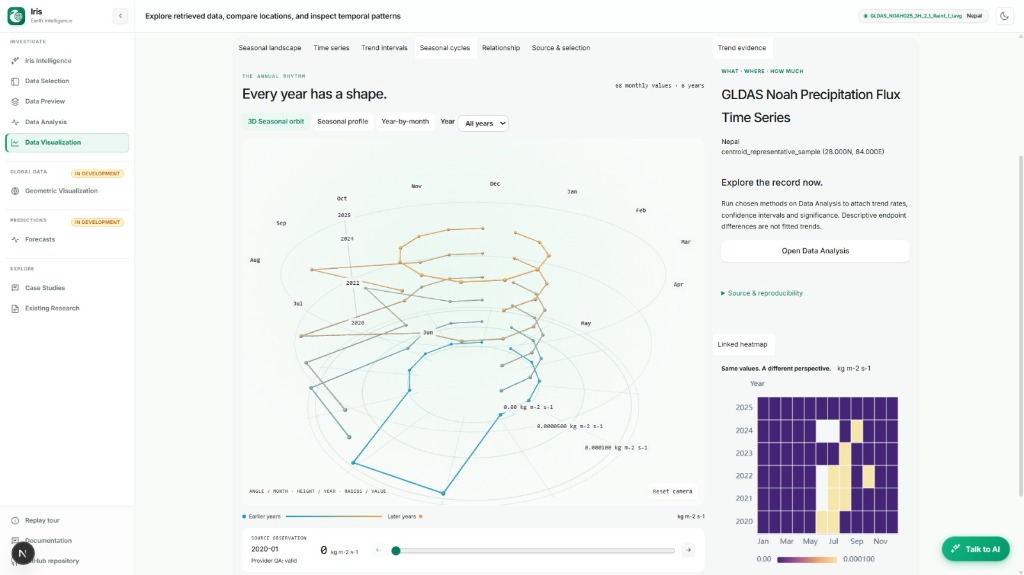 Iris
Earth intelligence
Explore retrieved data, compare locations, and inspect temporal patterns
GLDAS_NOAH025_3H_2_1_Rainf_f_tavg Nepal
INVESTIGATE
Iris Intelligence
Data Selection
Data Preview
Data Analysis
Data Visualization
GLOBAL DATA
IN DEVELOPMENT
Geometric Visualization
PREDICTIONS
IN DEVELOPMENT
Forecasts
EXPLORE
Case Studies
Existing Research
Replay tour
Documentation
N
Hub repository
Seasonal landscape
Time series
Trend intervals
Seasonal cycles
Relationship
Source & selection
THE ANNUAL RHYTHM
Every year has a shape.
68 monthly values · 6 years
3D Seasonal orbit
Seasonal profile
Year-by-month
Year
All years
Nov
Dec
Jan
Oct
Feb
Sep
2025
2024
Mar
Aug
2022
Apr
Jul
2020
Jun
May
0.00 kg m-2 s-1
0.0000500 kg m-2 s-1
0.000100 kg m-2 s-1
ANGLE / MONTH · HEIGHT / YEAR · RADIUS / VALUE
Reset camera
Earlier years
Later years
kg m-2 s-1
SOURCE OBSERVATION
2020-01
0 kg m-2 s-1
Provider QA: valid
Trend evidence
WHAT · WHERE · HOW MUCH
GLDAS Noah Precipitation Flux
Time Series
Nepal
centroid_representative_sample (28.000N, 84.000E)
Explore the record now.
Run chosen methods on Data Analysis to attach trend rates,
confidence intervals and significance. Descriptive endpoint
differences are not fitted trends.
Open Data Analysis
Source & reproducibility
Linked heatmap
Same values. A different perspective. kg m-2 s-1
Year
2025
2024
2023
2022
2021
2020
Jan Mar May Jul Sep Nov
0.00
0.000100
Talk to AI